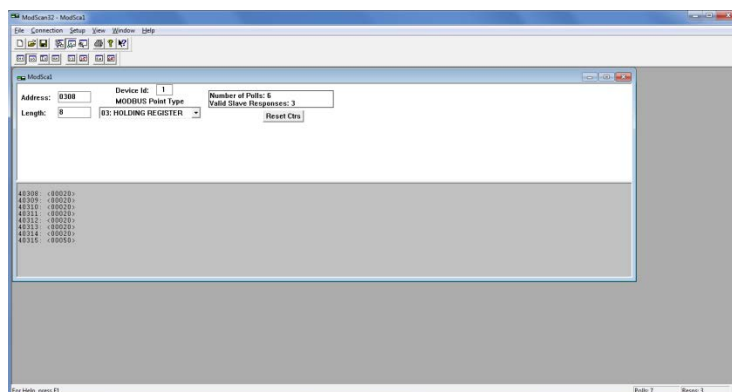 ModScan32 - ModSca1
File Connection Setup View Window Help
ModSca1
Address: 0308
Device Id: 1
MODBUS Point Type
Number of Polls: 6
Valid Slave Responses: 3
Length: 8
03: HOLDING REGISTER
Reset Ctrs
40308: <00020>
40309: <00020>
40310: <00020>
40311: <00020>
40312: <00020>
40313: <00020>
40314: <00020>
40315: <00050>
For Help, press F1
Polls: 7
Resps: 3